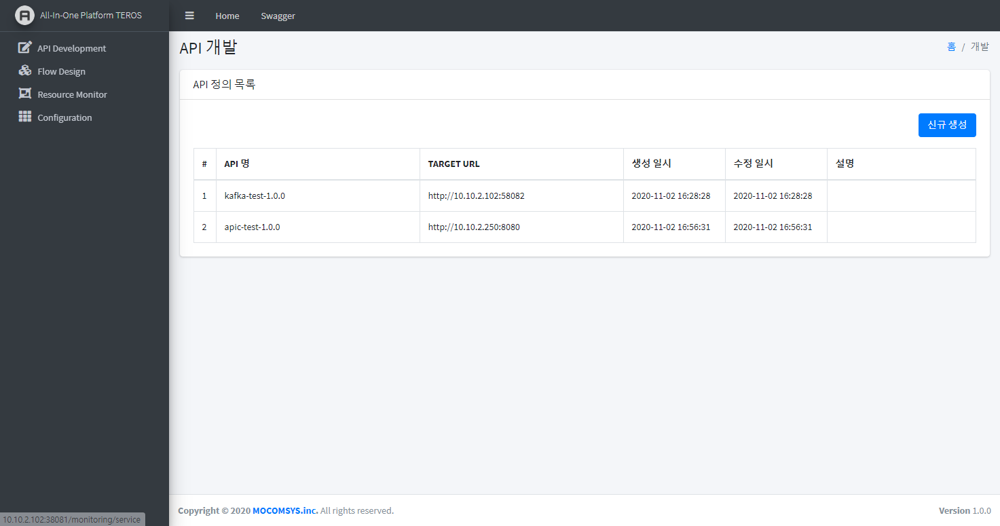 All-In-One Platform TEROS
Home Swagger
API Development
Flow Design
Resource Monitor
Configuration
API 개발
홈 / 개발
API 정의 목록
신규 생성
# API 명 TARGET URL 생성 일시 수정 일시 설명
1 kafka-test-1.0.0 http://10.10.2.102:58082 2020-11-02 16:28:28 2020-11-02 16:28:28
2 apic-test-1.0.0 http://10.10.2.250:8080 2020-11-02 16:56:31 2020-11-02 16:56:31
Copyright © 2020 MOCOMSYS.inc. All rights reserved.
Version 1.0.0
10.10.2.102:38081/monitoring/service